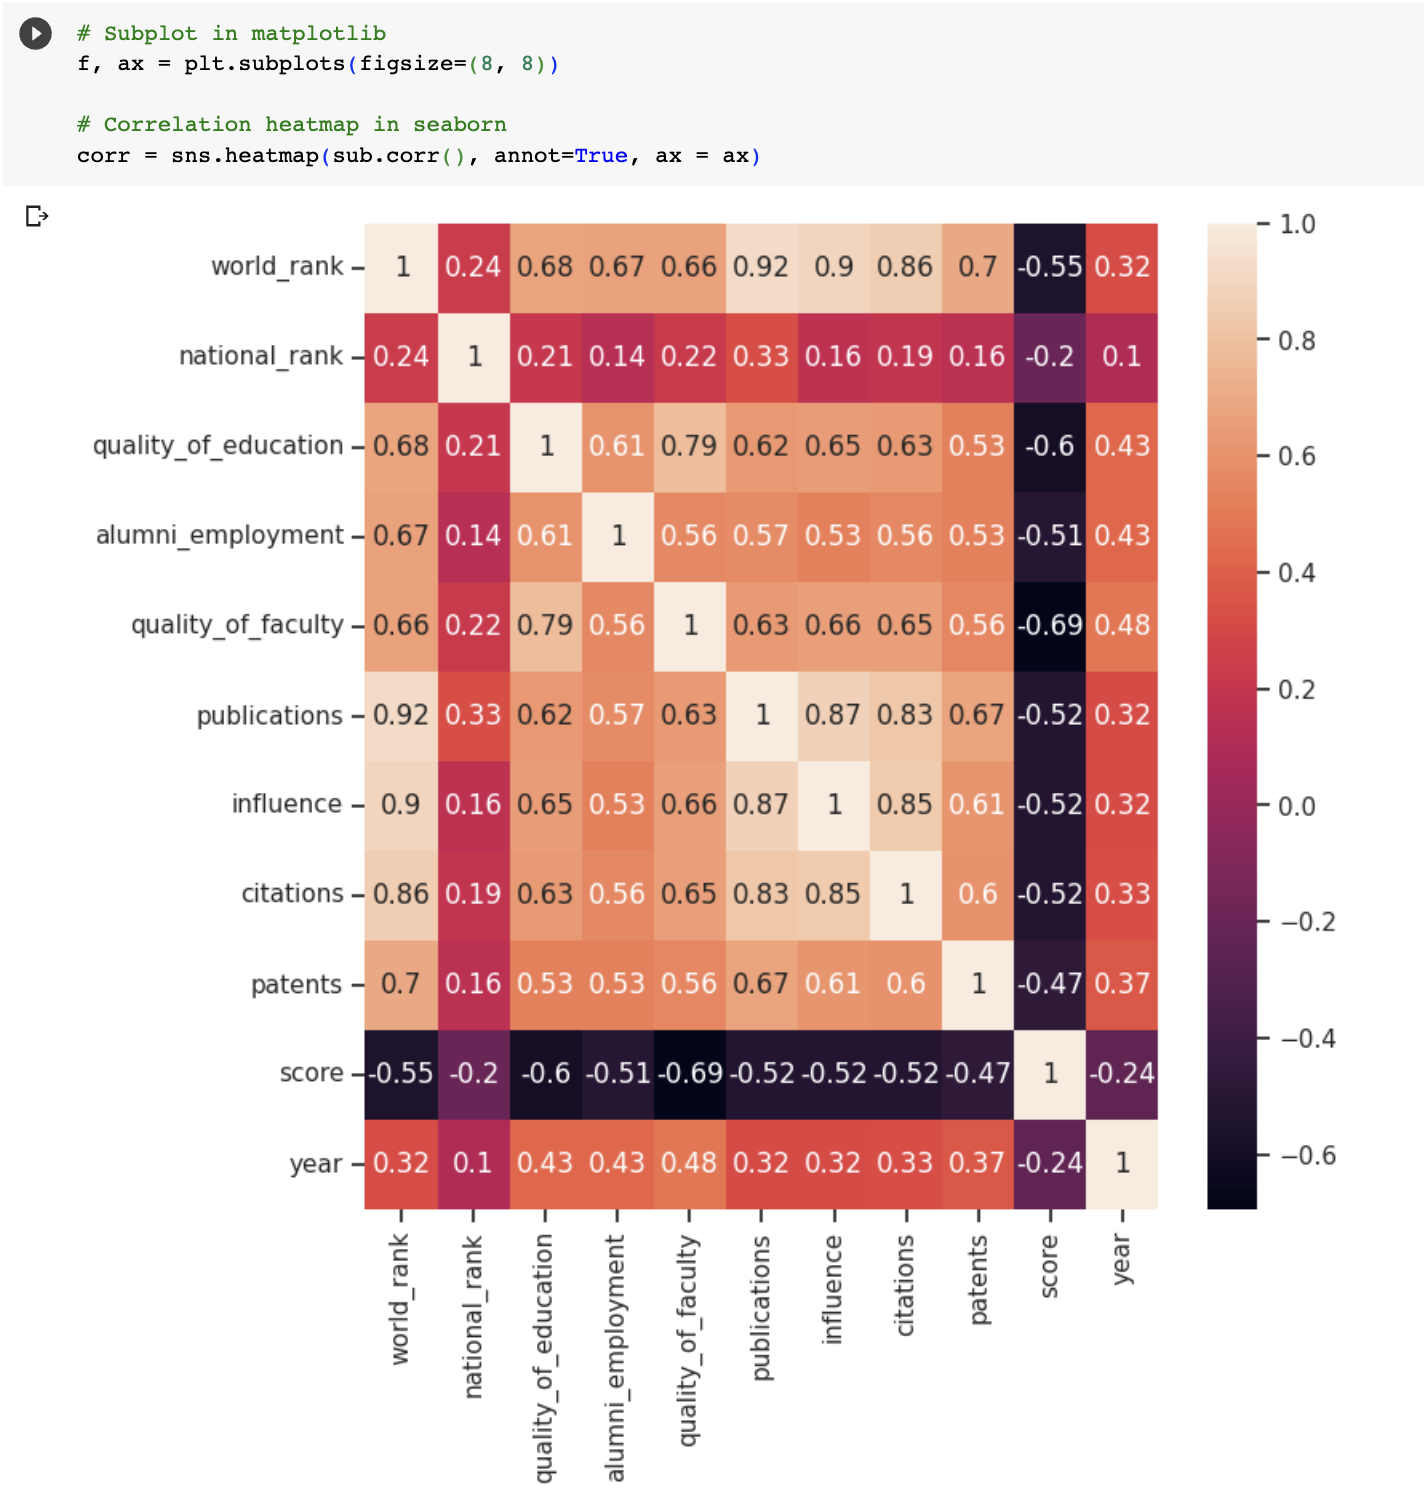 # Subplot in matplotlib
f, ax = plt.subplots(figsize=(8, 8))
# Correlation heatmap in seaborn
corr = sns.heatmap(sub.corr(), annot=True, ax = ax)
world_rank 1 0.24 0.68 0.67 0.66 0.92 0.9 0.86 0.7 -0.55 0.32
national_rank 0.24 1 0.21 0.14 0.22 0.33 0.16 0.19 0.16 -0.2 0.1
quality_of_education 0.68 0.21 1 0.61 0.79 0.62 0.65 0.63 0.53 -0.6 0.43
alumni_employment 0.67 0.14 0.61 1 0.56 0.57 0.53 0.56 0.53 -0.51 0.43
quality_of_faculty 0.66 0.22 0.79 0.56 1 0.63 0.66 0.65 0.56 -0.69 0.48
publications 0.92 0.33 0.62 0.57 0.63 1 0.87 0.83 0.67 -0.52 0.32
influence 0.9 0.16 0.65 0.53 0.66 0.87 1 0.85 0.61 -0.52 0.32
citations 0.86 0.19 0.63 0.56 0.65 0.83 0.85 1 0.6 -0.52 0.33
patents 0.7 0.16 0.53 0.53 0.56 0.67 0.61 0.6 1 -0.47 0.37
score -0.55 -0.2 -0.6 -0.51 -0.69 -0.52 -0.52 -0.52 -0.47 1 -0.24
year 0.32 0.1 0.43 0.43 0.48 0.32 0.32 0.33 0.37 -0.24 1
world_rank
national_rank
quality_of_education
alumni_employment
quality_of_faculty
publications
influence
citations
patents
score
year
1.0
0.8
0.6
0.4
0.2
0.0
−0.2
−0.4
−0.6